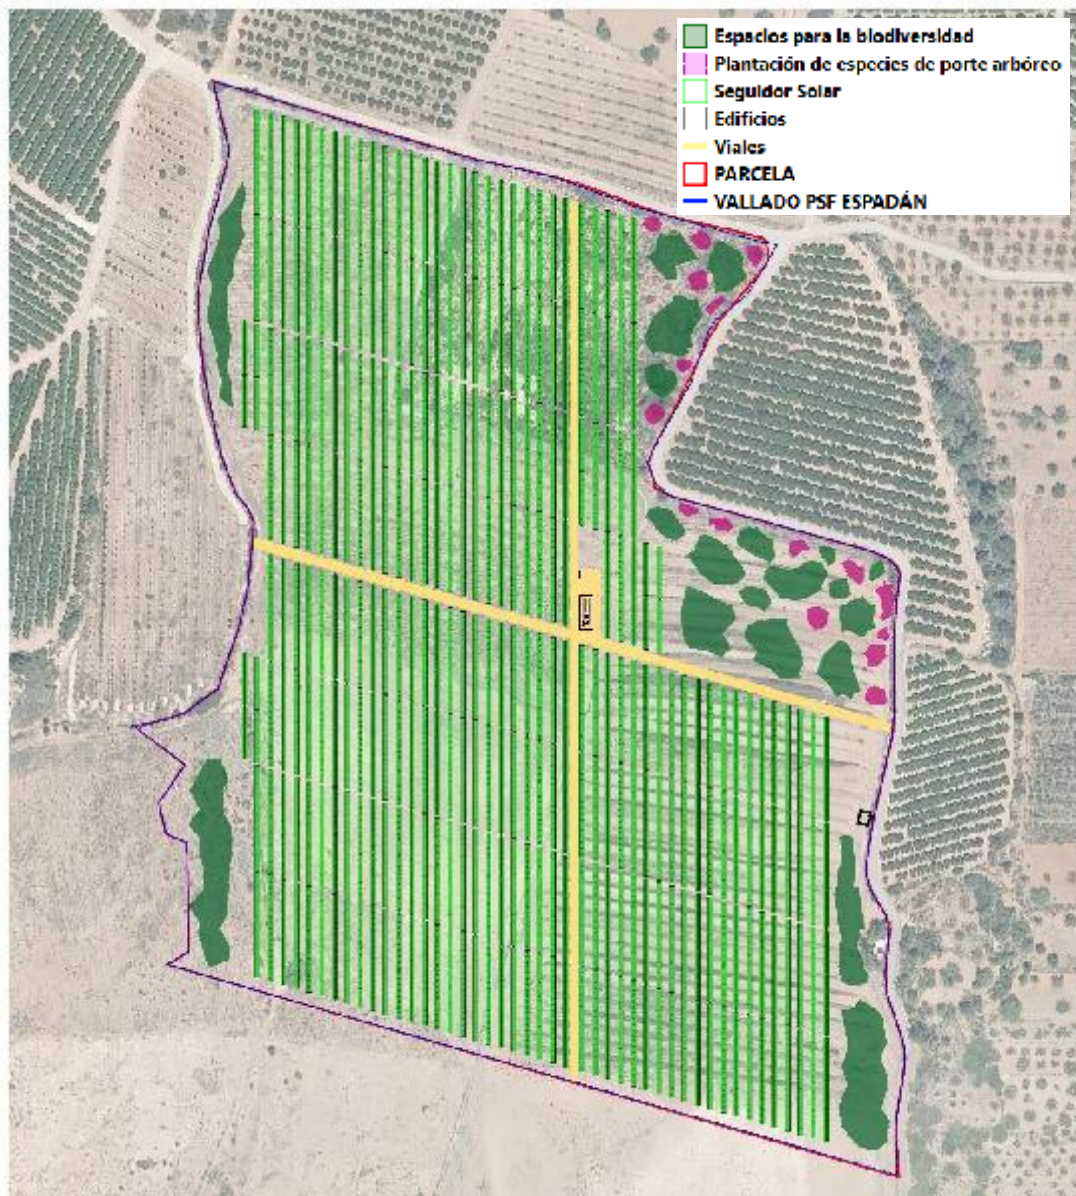 Espacios para la biodiversidad
Plantación de especies de porte arbóreo
Seguidor Solar
Edificios
Viales
PARCELA
VALLADO PSF ESPADÁN